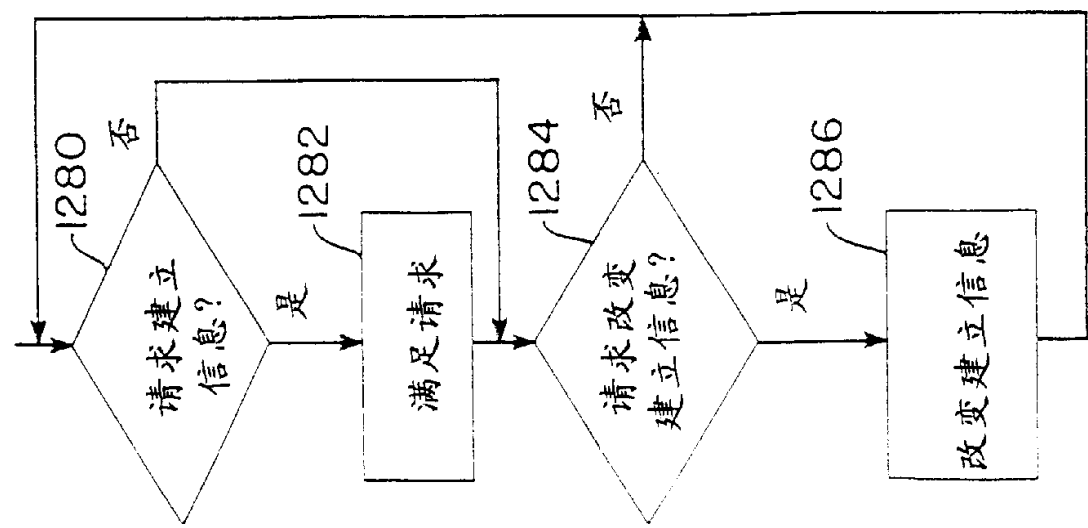 1280
请求建立
信息?
否
是
1282
满足请求
1284
请求改变
建立信息?
否
是
1286
改变建立信息